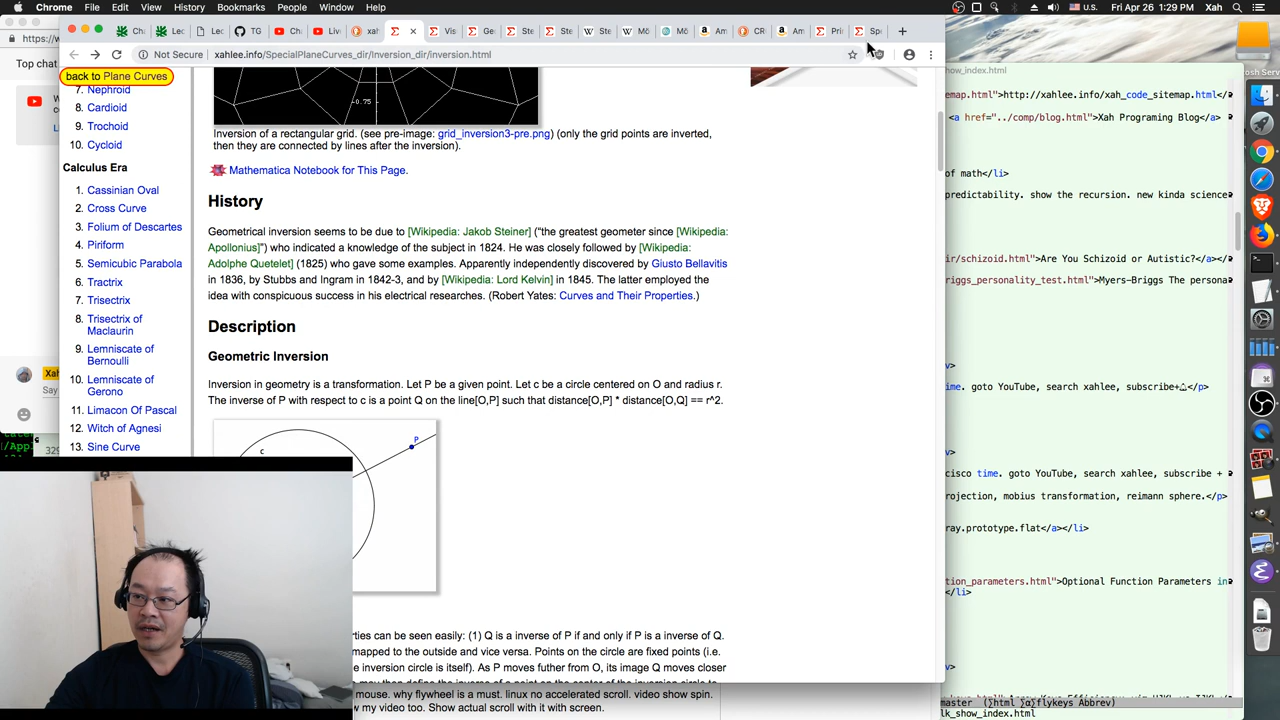 Chrome File Edit View History Bookmarks People Window Help
Fri Apr 26 1:29 PM Xah
Not Secure xahlee.info/SpecialPlaneCurves_dir/Inversion_dir/inversion.html
Top chat
back to Plane Curves
7. Nephroid
8. Cardioid
9. Trochoid
10. Cycloid
Calculus Era
1. Cassinian Oval
2. Cross Curve
3. Folium of Descartes
4. Piriform
5. Semicubic Parabola
6. Tractrix
7. Trisectrix
8. Trisectrix of
Maclaurin
9. Lemniscate of
Bernoulli
10. Lemniscate of
Gerono
11. Limacon Of Pascal
12. Witch of Agnesi
13. Sine Curve
-0.75
Inversion of a rectangular grid. (see pre-image: grid_inversion3-pre.png) (only the grid points are inverted,
then they are connected by lines after the inversion).
Mathematica Notebook for This Page.
History
Geometrical inversion seems to be due to [Wikipedia: Jakob Steiner] (“the greatest geometer since [Wikipedia:
Apollonius]”) who indicated a knowledge of the subject in 1824. He was closely followed by [Wikipedia:
Adolphe Quetelet] (1825) who gave some examples. Apparently independently discovered by Giusto Bellavitis
in 1836, by Stubbs and Ingram in 1842-3, and by [Wikipedia: Lord Kelvin] in 1845. The latter employed the
idea with conspicuous success in his electrical researches. (Robert Yates: Curves and Their Properties.)
Description
Geometric Inversion
Inversion in geometry is a transformation. Let P be a given point. Let c be a circle centered on O and radius r.
The inverse of P with respect to c is a point Q on the line[O,P] such that distance[O,P] * distance[O,Q] == r^2.
c
P
rties can be seen easily: (1) Q is a inverse of P if and only if P is a inverse of Q.
mapped to the outside and vice versa. Points on the circle are fixed points (i.e.
e inversion circle is itself). As P moves futher from O, its image Q moves closer
mouse. why flywheel is a must. linux no accelerated scroll. video show spin.
w my video too. Show actual scroll with it with screen.
how_index.html
emap.html">http://xahlee.info/xah_code_sitemap.html</
<a href="../comp/blog.html">Xah Programing Blog</a>
of math</li>
predictability. show the recursion. new kinda science
ir/schizoid.html">Are You Schizoid or Autistic?</a></
riggs_personality_test.html">Myers-Briggs The persona
v>
ime. goto YouTube, search xahlee, subscribe+
v>
cisco time. goto YouTube, search xahlee, subscribe +
rojection, mobius transformation, reimann sphere.</p>
ray.prototype.flat</a></li>
tion_parameters.html">Optional Function Parameters in
</li>
v>
master (∑html ∑α∑flykeys Abbrev)
lk_show_index.html